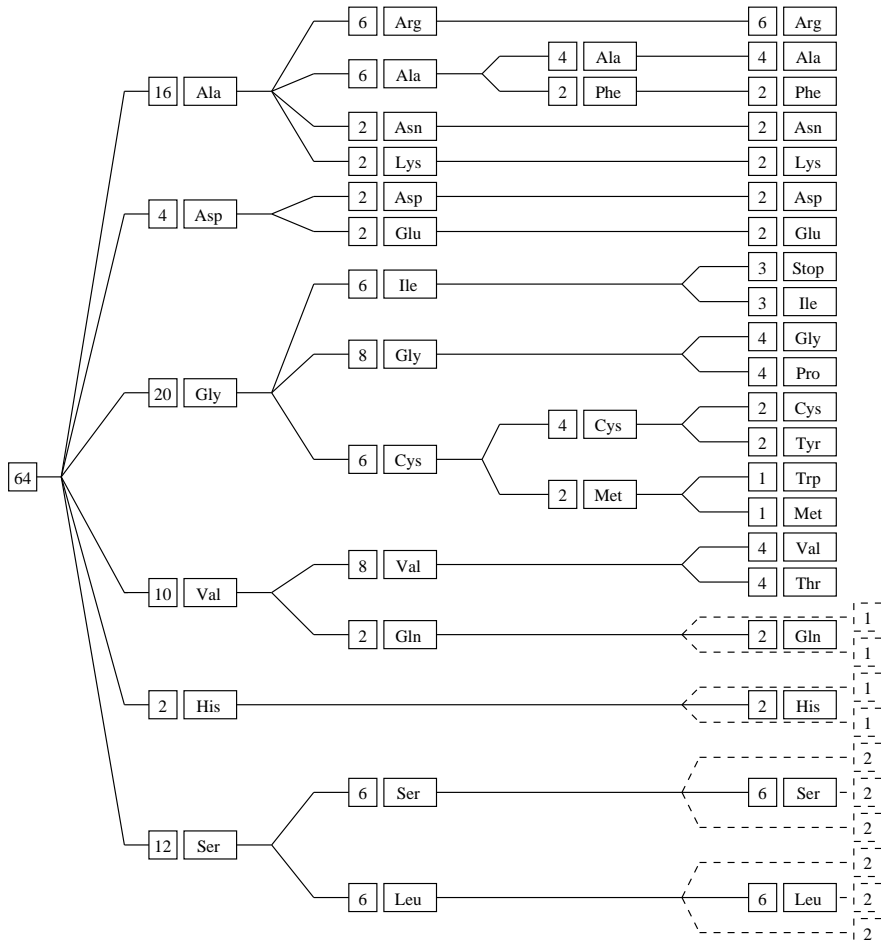 6 Arg 6 Arg
4 Ala 4 Ala
6 Ala
16 Ala 2 Phe 2 Phe
2 Asn 2 Asn
2 Lys 2 Lys
2 Asp 2 Asp
4 Asp
2 Glu 2 Glu
3 Stop
6 Ile
3 Ile
4 Gly
8 Gly
4 Pro
20 Gly
2 Cys
4 Cys
2 Tyr
6 Cys
64 1 Trp
2 Met
1 Met
4 Val
8 Val
4 Thr
10 Val
1
2 Gln 2 Gln
1
1
2 His 2 His
1
2
6 Ser 6 Ser 2
2
12 Ser
2
6 Leu 6 Leu 2
2